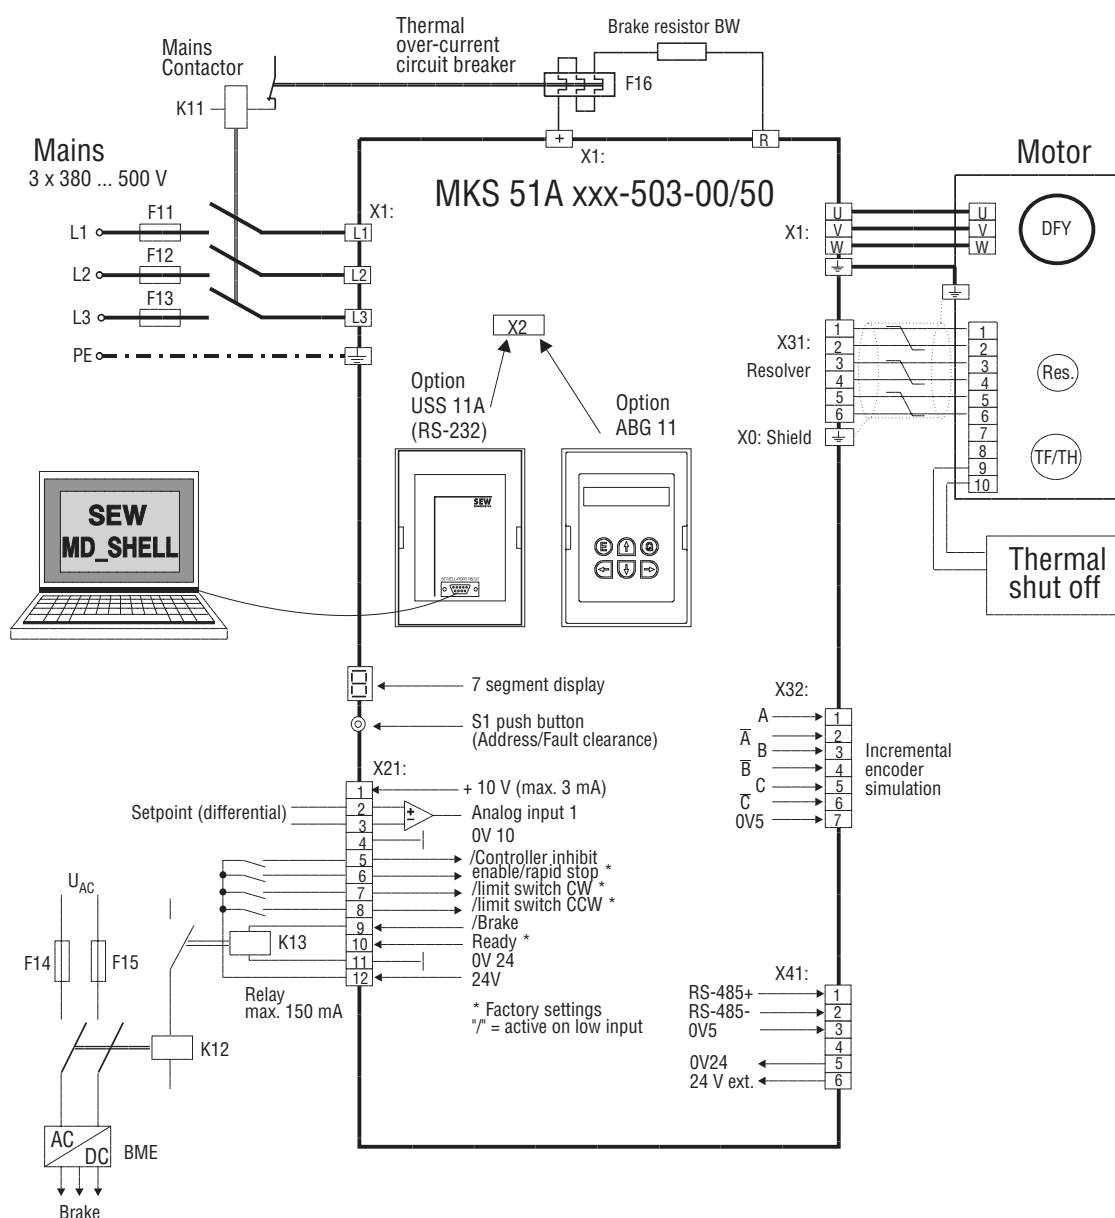 Thermal
over-current
circuit breaker
Brake resistor BW
Mains
Contactor
F16
K11
+
R
X1:
Mains
3 x 380 ... 500 V
MKS 51A xxx-503-00/50
Motor
F11
X1:
L1
L1
F12
L2
L2
F13
L3
L3
PE
X1:
U
V
W
U
V
W
DFY
X2
X31:
Resolver
1
2
3
4
5
6
X0: Shield
1
2
3
4
5
6
7
8
9
10
Res.
TF/TH
Thermal
shut off
Option
USS 11A
(RS-232)
Option
ABG 11
SEW
MD_SHELL
SEW
E
Q
7 segment display
S1 push button
(Address/Fault clearance)
X21:
1
+ 10 V (max. 3 mA)
Setpoint (differential)
2
3
+
-
Analog input 1
4
0V 10
5
/Controller inhibit
6
enable/rapid stop *
7
/limit switch CW *
8
/limit switch CCW *
9
/Brake
10
Ready *
11
0V 24
12
24V
K13
Relay
max. 150 mA
* Factory settings
"/" = active on low input
UAC
F14
F15
K12
AC
DC
BME
Brake
X32:
A
1
A̅
2
B
3
B̅
4
C
5
C̅
6
0V5
7
Incremental
encoder
simulation
X41:
RS-485+
1
RS-485-
2
0V5
3
4
0V24
5
24 V ext.
6